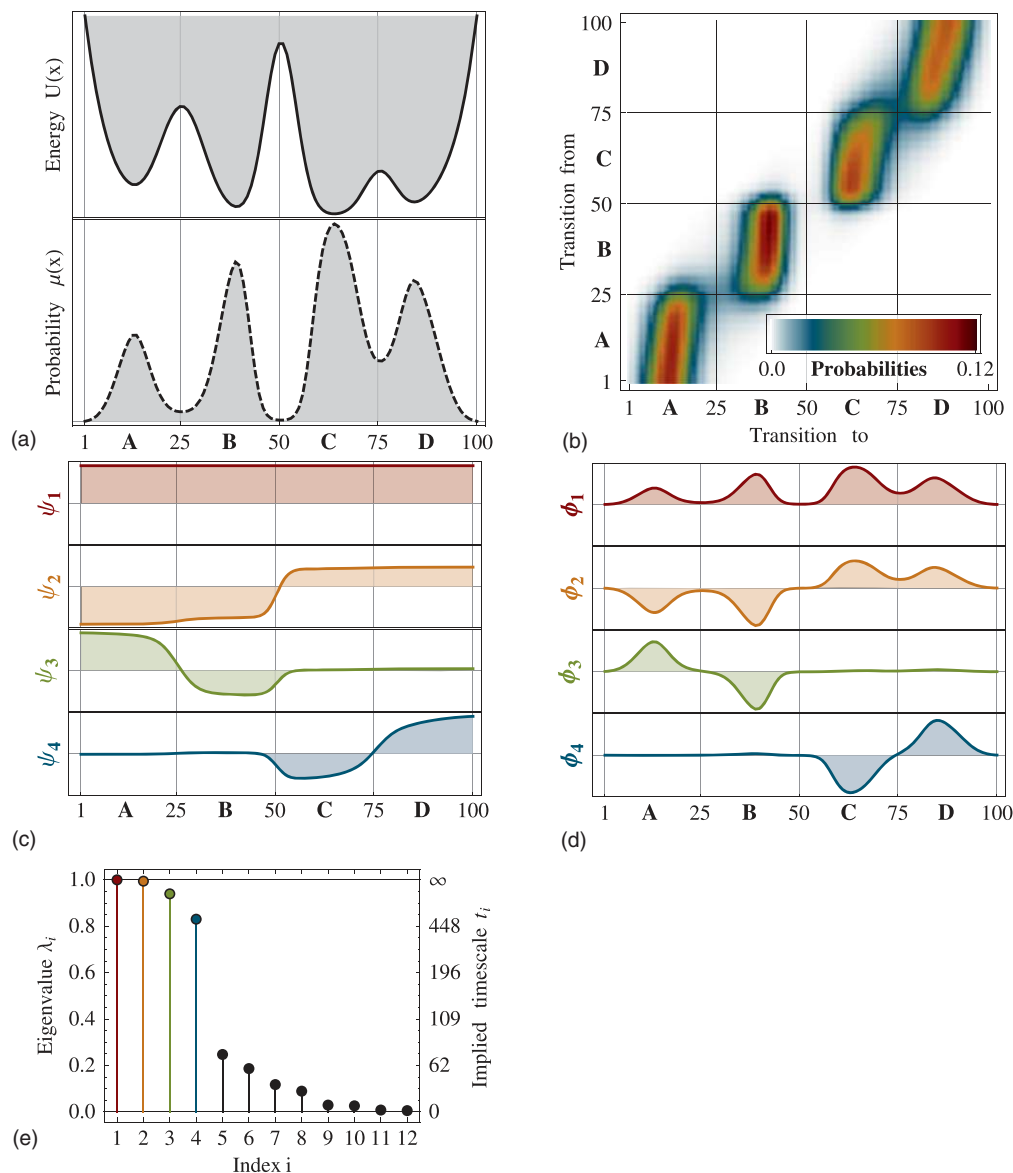 Energy U(x)
Probability μ(x)
1 A 25 B 50 C 75 D 100
(a)
Transition from
100
D
75
C
50
B
25
A
1
0.0 Probabilities 0.12
1 A 25 B 50 C 75 D 100
Transition to
(b)
ψ1
ψ2
ψ3
ψ4
1 A 25 B 50 C 75 D 100
(c)
ϕ1
ϕ2
ϕ3
ϕ4
1 A 25 B 50 C 75 D 100
(d)
Eigenvalue λi
1.0
0.8
0.6
0.4
0.2
0.0
∞
448
196
109
62
0
Implied timescale ti
1 2 3 4 5 6 7 8 9 10 11 12
Index i
(e)